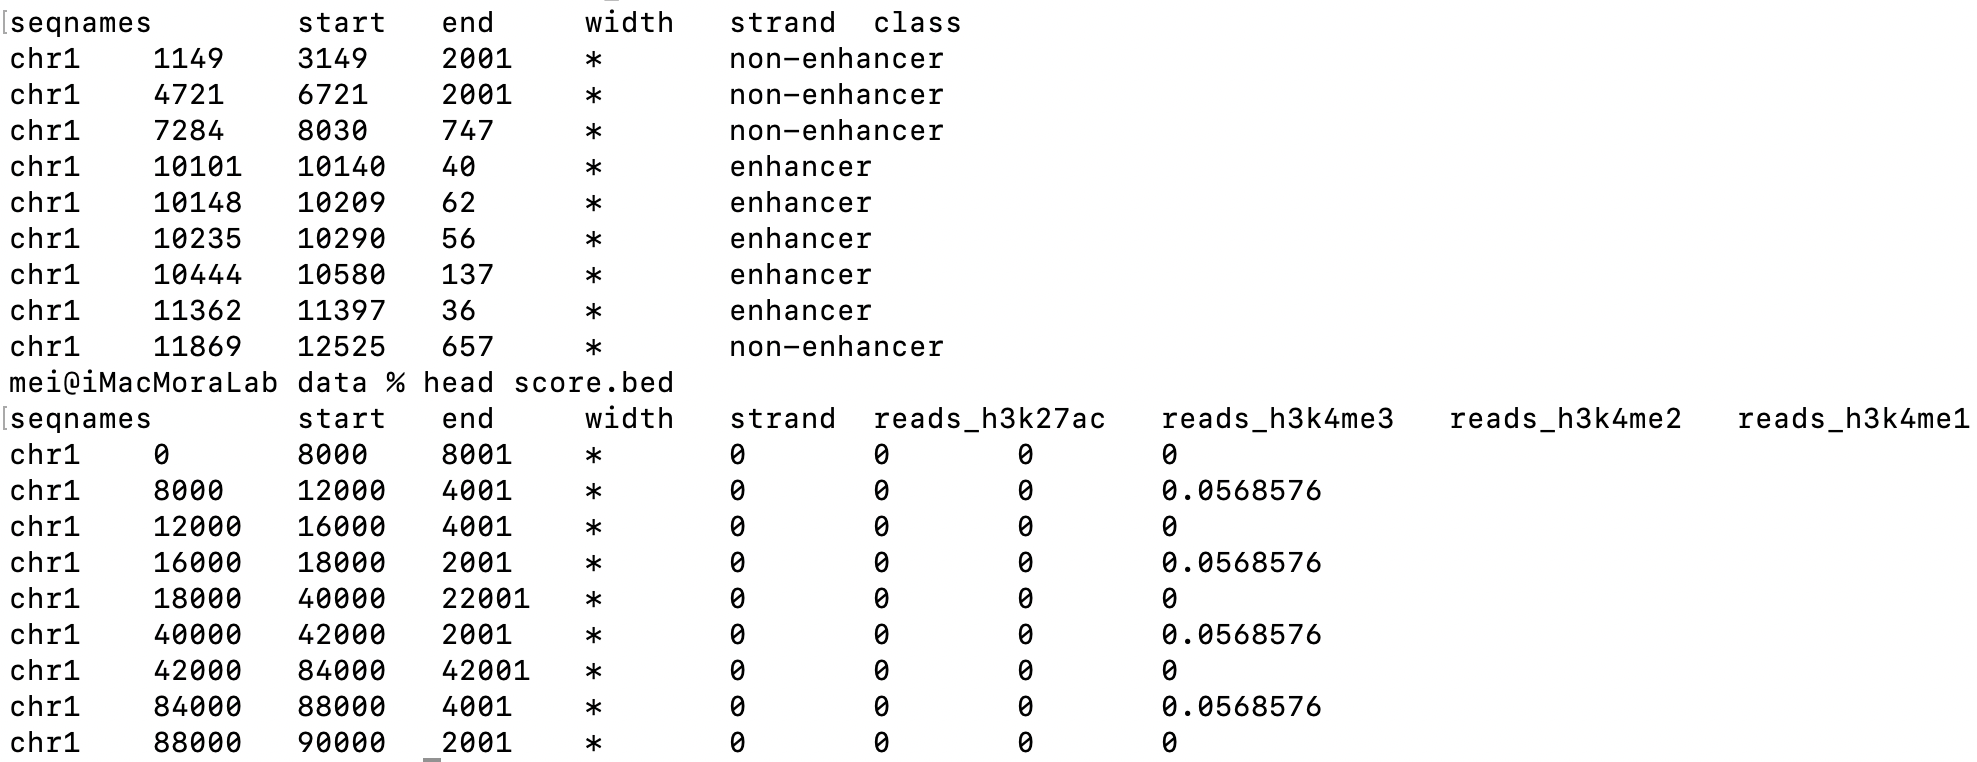 seqnames	start	end	width	strand	class
chr1	1149	3149	2001	*	non-enhancer
chr1	4721	6721	2001	*	non-enhancer
chr1	7284	8030	747	*	non-enhancer
chr1	10101	10140	40	*	enhancer
chr1	10148	10209	62	*	enhancer
chr1	10235	10290	56	*	enhancer
chr1	10444	10580	137	*	enhancer
chr1	11362	11397	36	*	enhancer
chr1	11869	12525	657	*	non-enhancer
mei@iMacMoraLab data % head score.bed
seqnames	start	end	width	strand	reads_h3k27ac	reads_h3k4me3	reads_h3k4me2	reads_h3k4me1
chr1	0	8000	8001	*	0	0	0	0
chr1	8000	12000	4001	*	0	0	0	0.0568576
chr1	12000	16000	4001	*	0	0	0	0
chr1	16000	18000	2001	*	0	0	0	0.0568576
chr1	18000	40000	22001	*	0	0	0	0
chr1	40000	42000	2001	*	0	0	0	0.0568576
chr1	42000	84000	42001	*	0	0	0	0
chr1	84000	88000	4001	*	0	0	0	0.0568576
chr1	88000	90000	2001	*	0	0	0	0